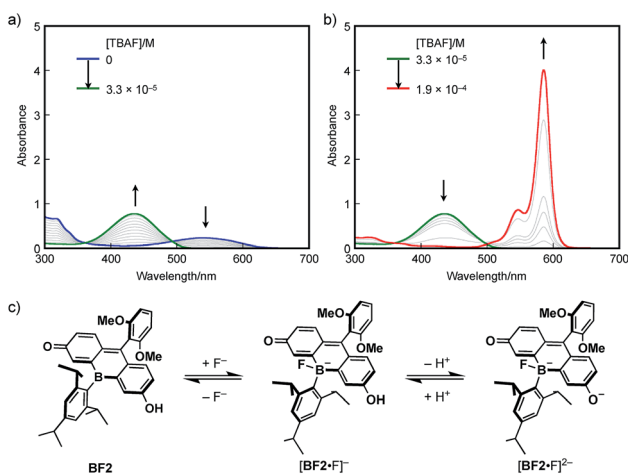 a)
[TBAF]/M
0
3.3 × 10⁻⁵
Absorbance
5
4
3
2
1
0
300 400 500 600 700
Wavelength/nm
b)
[TBAF]/M
3.3 × 10⁻⁵
1.9 × 10⁻⁴
Absorbance
5
4
3
2
1
0
300 400 500 600 700
Wavelength/nm
c)
MeO
O
OMe
B
OH
BF2
+ F⁻
– F⁻
MeO
O
OMe
F
B⁻
OH
[BF2•F]⁻
– H⁺
+ H⁺
MeO
O
OMe
F
B⁻
O⁻
[BF2•F]²⁻